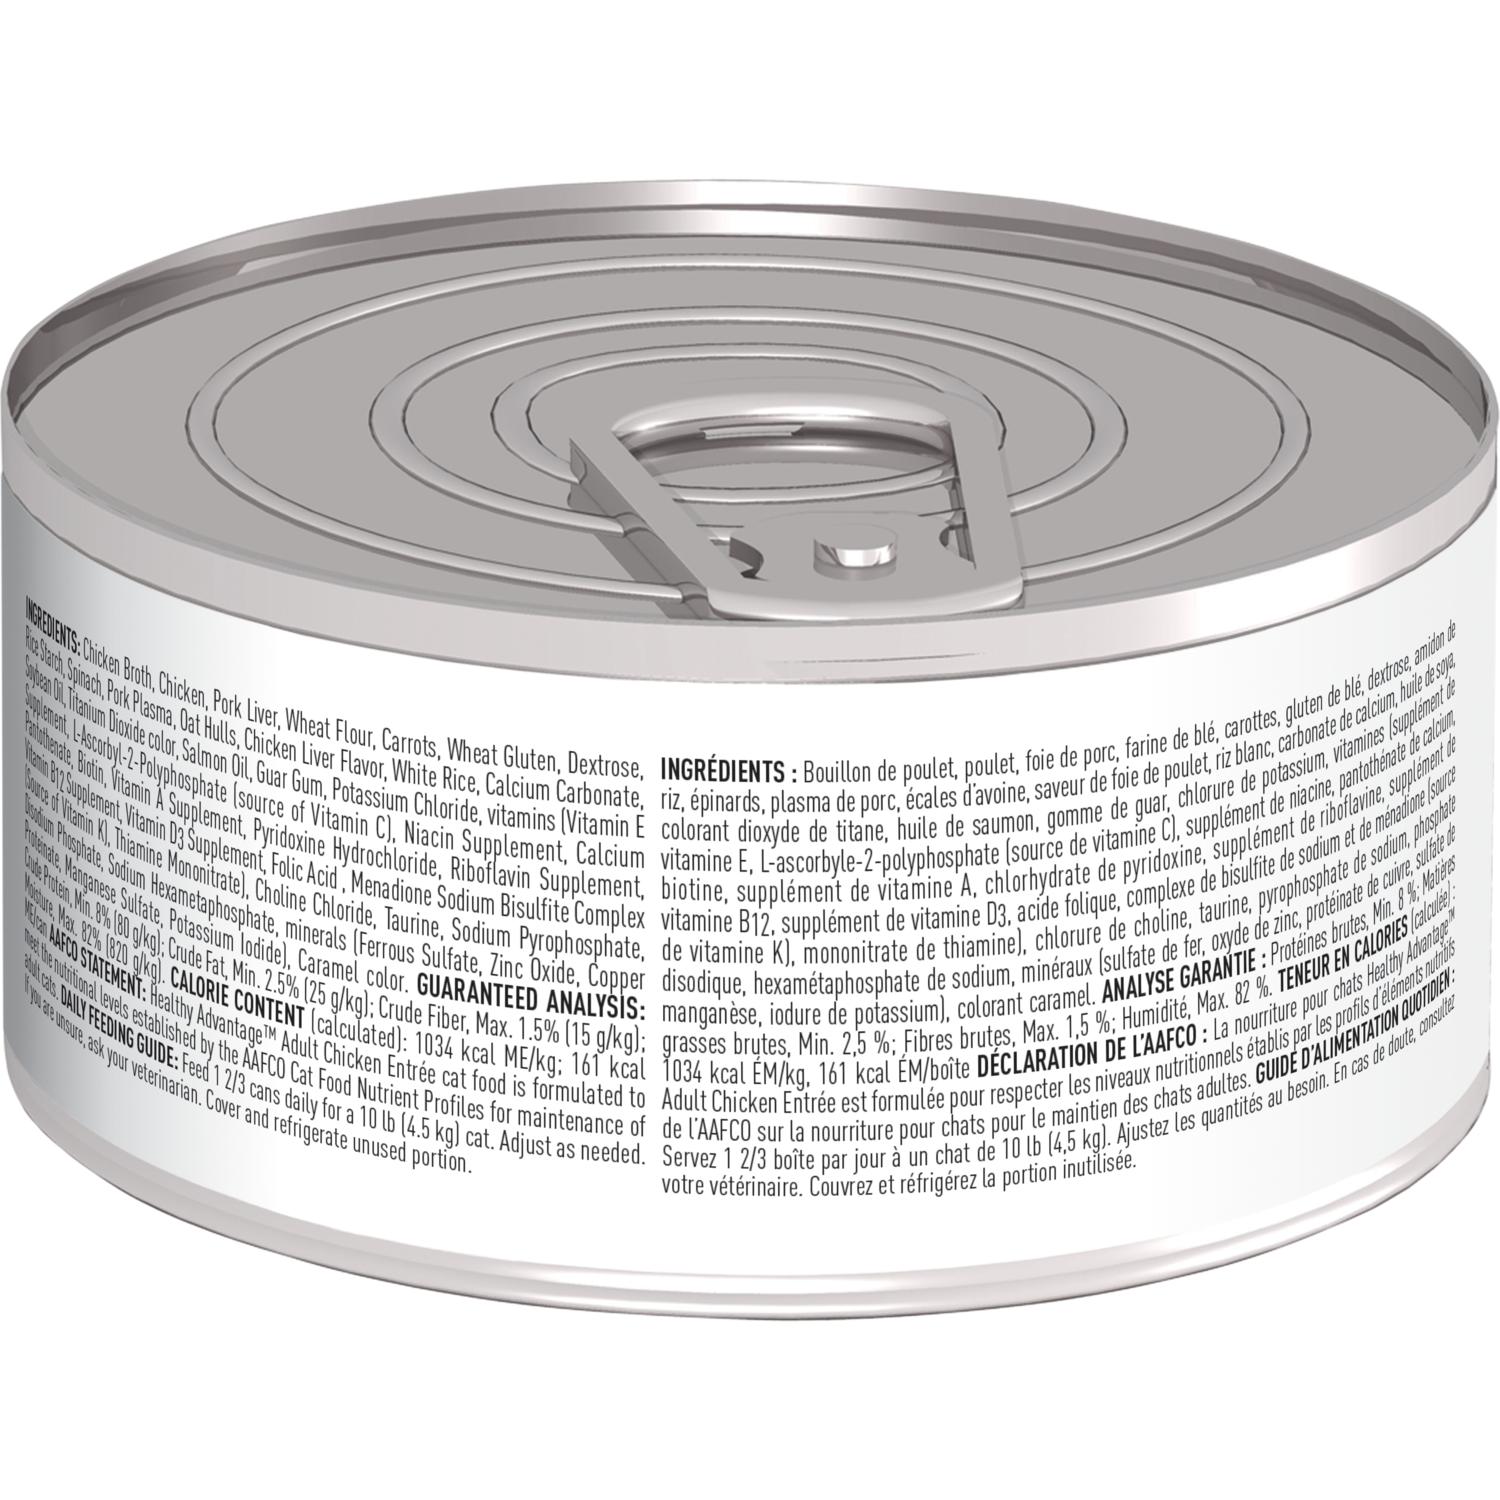 INGREDIENTS: Chicken Broth, Chicken, Pork Liver, Wheat Flour, Carrots, Wheat Gluten, Dextrose,
Rice Starch, Spinach, Pork Plasma, Oat Hulls, Chicken Liver Flavor, White Rice, Calcium Carbonate,
Soybean Oil, Titanium Dioxide color, Salmon Oil, Guar Gum, Potassium Chloride, vitamins (Vitamin E
Supplement, L-Ascorbyl-2-Polyphosphate (source of Vitamin C), Niacin Supplement, Calcium
Pantothenate, Biotin, Vitamin A Supplement, Pyridoxine Hydrochloride, Riboflavin Supplement,
Vitamin B12 Supplement, Vitamin D3 Supplement, Folic Acid , Menadione Sodium Bisulfite Complex
(source of Vitamin K), Thiamine Mononitrate), Choline Chloride, Taurine, Sodium Pyrophosphate,
Disodium Phosphate, Sodium Hexametaphosphate, minerals (Ferrous Sulfate, Zinc Oxide, Copper
Proteinate, Manganese Sulfate, Potassium Iodide), Caramel color. GUARANTEED ANALYSIS:
Crude Protein, Min. 8% (80 g/kg); Crude Fat, Min. 2.5% (25 g/kg); Crude Fiber, Max. 1.5% (15 g/kg);
Moisture, Max. 82% (820 g/kg). CALORIE CONTENT (calculated): 1034 kcal ME/kg; 161 kcal
ME/can AAFCO STATEMENT: Healthy Advantage™ Adult Chicken Entrée cat food is formulated to
meet the nutritional levels established by the AAFCO Cat Food Nutrient Profiles for maintenance of
adult cats. DAILY FEEDING GUIDE: Feed 1 2/3 cans daily for a 10 lb (4.5 kg) cat. Adjust as needed.
If you are unsure, ask your veterinarian. Cover and refrigerate unused portion.
INGRÉDIENTS : Bouillon de poulet, poulet, foie de porc, farine de blé, carottes, gluten de blé, dextrose, amidon de
riz, épinards, plasma de porc, écales d'avoine, saveur de foie de poulet, riz blanc, carbonate de calcium, huile de soya,
colorant dioxyde de titane, huile de saumon, gomme de guar, chlorure de potassium, vitamines (supplément de
vitamine E, L-ascorbyle-2-polyphosphate (source de vitamine C), supplément de niacine, pantothénate de calcium,
biotine, supplément de vitamine A, chlorhydrate de pyridoxine, supplément de riboflavine, supplément de
vitamine B12, supplément de vitamine D3, acide folique, complexe de bisulfite de sodium et de ménadione (source
de vitamine K), mononitrate de thiamine), chlorure de choline, taurine, pyrophosphate de sodium, phosphate
disodique, hexamétaphosphate de sodium, minéraux (sulfate de fer, oxyde de zinc, protéinate de cuivre, sulfate de
manganèse, iodure de potassium), colorant caramel. ANALYSE GARANTIE : Protéines brutes, Min. 8 %; Matières
grasses brutes, Min. 2,5 %; Fibres brutes, Max. 1,5 %; Humidité, Max. 82 %. TENEUR EN CALORIES (calculée) :
1034 kcal ÉM/kg, 161 kcal ÉM/boîte DÉCLARATION DE L'AAFCO : La nourriture pour chats Healthy Advantage™
Adult Chicken Entrée est formulée pour respecter les niveaux nutritionnels établis par les profils d'éléments nutritifs
de l'AAFCO sur la nourriture pour chats pour le maintien des chats adultes. GUIDE D'ALIMENTATION QUOTIDIEN :
Servez 1 2/3 boîte par jour à un chat de 10 lb (4,5 kg). Ajustez les quantités au besoin. En cas de doute, consultez
votre vétérinaire. Couvrez et réfrigérez la portion inutilisée.